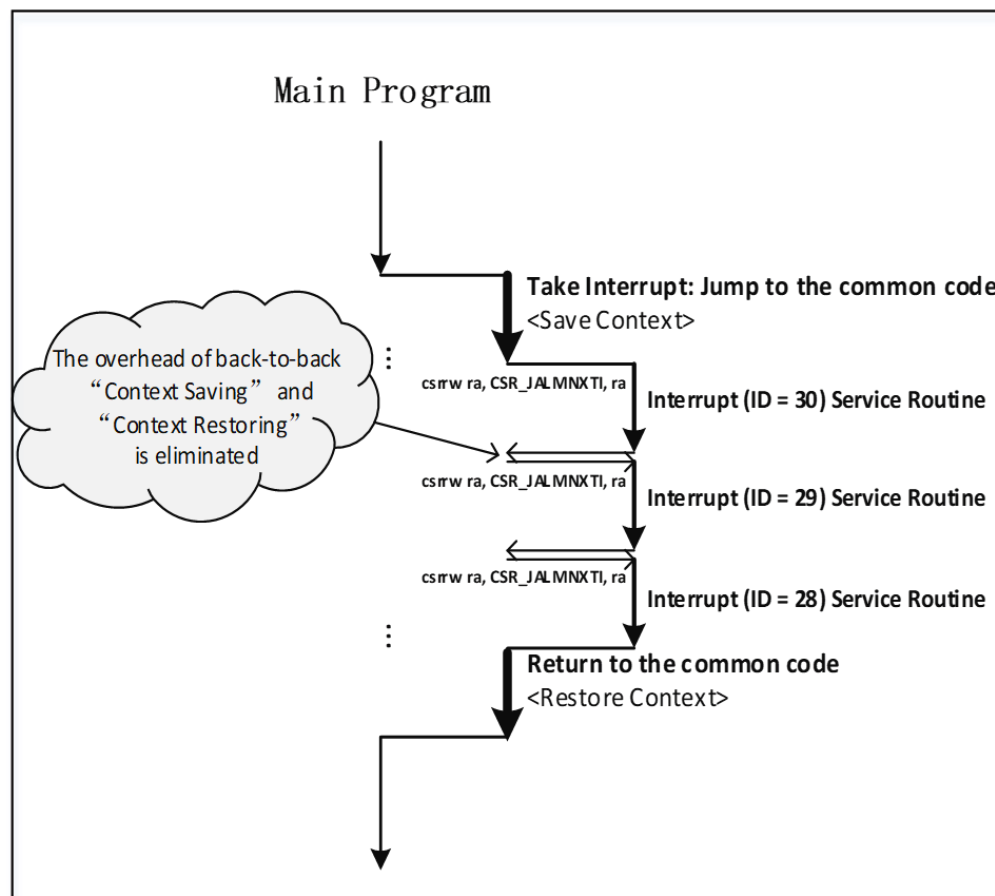 Main Program
Take Interrupt: Jump to the common code
<Save Context>
The overhead of back-to-back
“Context Saving” and
“Context Restoring”
is eliminated
⋮
csrrw ra, CSR_JALMNXTI, ra
Interrupt (ID = 30) Service Routine
csrrw ra, CSR_JALMNXTI, ra
Interrupt (ID = 29) Service Routine
csrrw ra, CSR_JALMNXTI, ra
Interrupt (ID = 28) Service Routine
⋮
Return to the common code
<Restore Context>